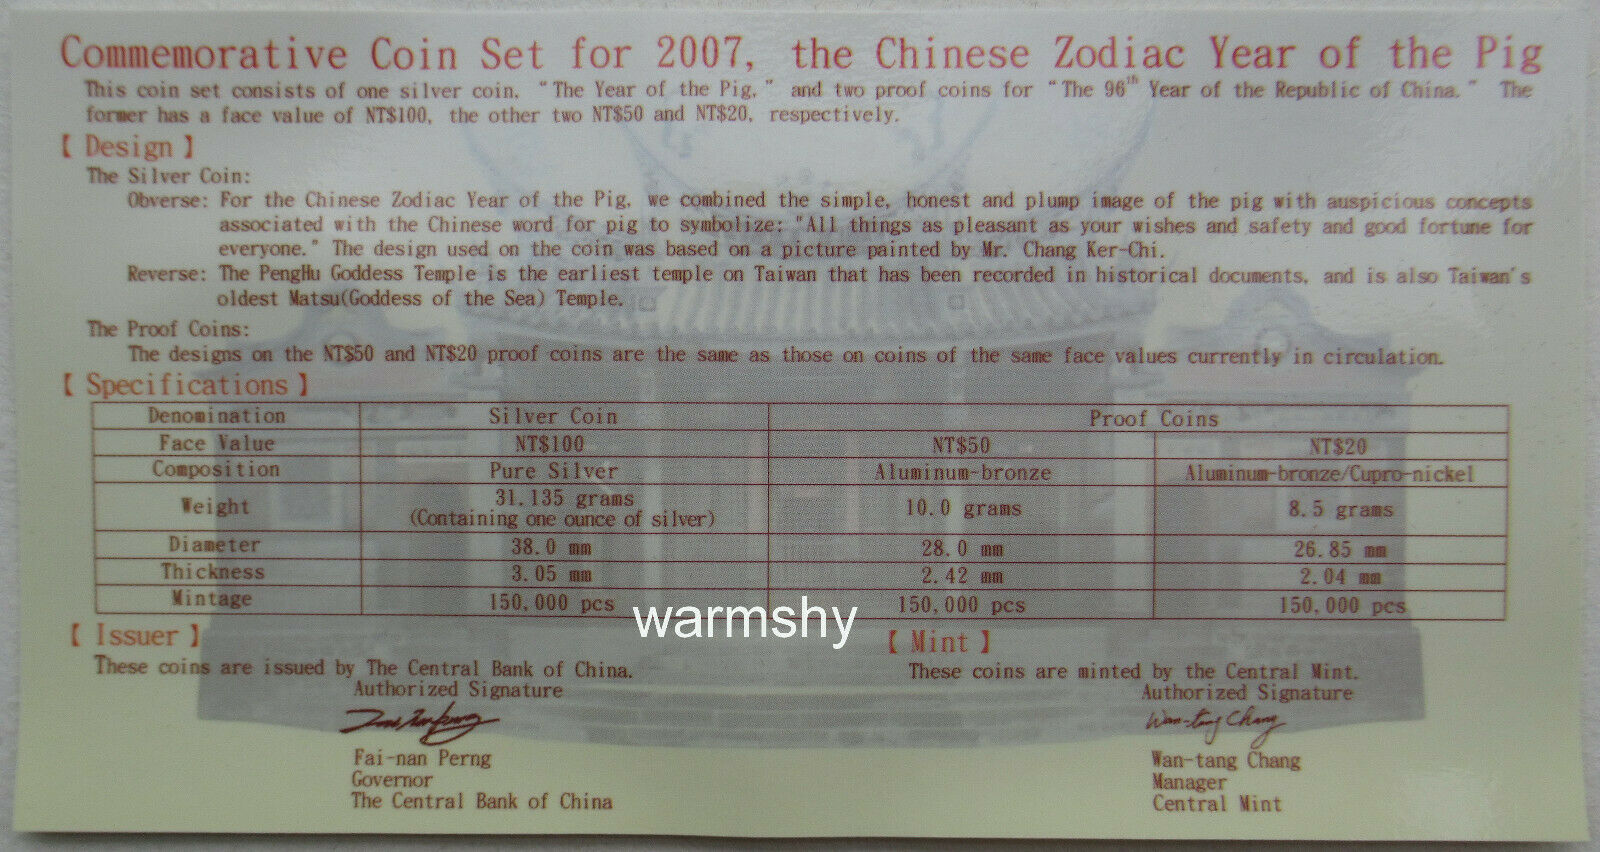 Commemorative Coin Set for 2007, the Chinese Zodiac Year of the Pig
This coin set consists of one silver coin, "The Year of the Pig," and two proof coins for "The 96th Year of the Republic of China." The
former has a face value of NT$100, the other two NT$50 and NT$20, respectively.
【Design】
The Silver Coin:
Obverse: For the Chinese Zodiac Year of the Pig, we combined the simple, honest and plump image of the pig with auspicious concepts
associated with the Chinese word for pig to symbolize: "All things as pleasant as your wishes and safety and good fortune for
everyone." The design used on the coin was based on a picture painted by Mr. Chang Ker-Chi.
Reverse: The PengHu Goddess Temple is the earliest temple on Taiwan that has been recorded in historical documents, and is also Taiwan's
oldest Matsu(Goddess of the Sea) Temple.
The Proof Coins:
The designs on the NT$50 and NT$20 proof coins are the same as those on coins of the same face values currently in circulation.
【Specifications】
Denomination Silver Coin Proof Coins
Face Value NT$100 NT$50 NT$20
Composition Pure Silver Aluminum-bronze Aluminum-bronze/Cupro-nickel
Weight 31.135 grams (Containing one ounce of silver) 10.0 grams 8.5 grams
Diameter 38.0 mm 28.0 mm 26.85 mm
Thickness 3.05 mm 2.42 mm 2.04 mm
Mintage 150,000 pcs 150,000 pcs 150,000 pcs
warmshy
【Issuer】
These coins are issued by The Central Bank of China.
Authorized Signature
Fai-nan Perng
Governor
The Central Bank of China
【Mint】
These coins are minted by the Central Mint.
Authorized Signature
Wan-tang Chang
Wan-tang Chang
Manager
Central Mint